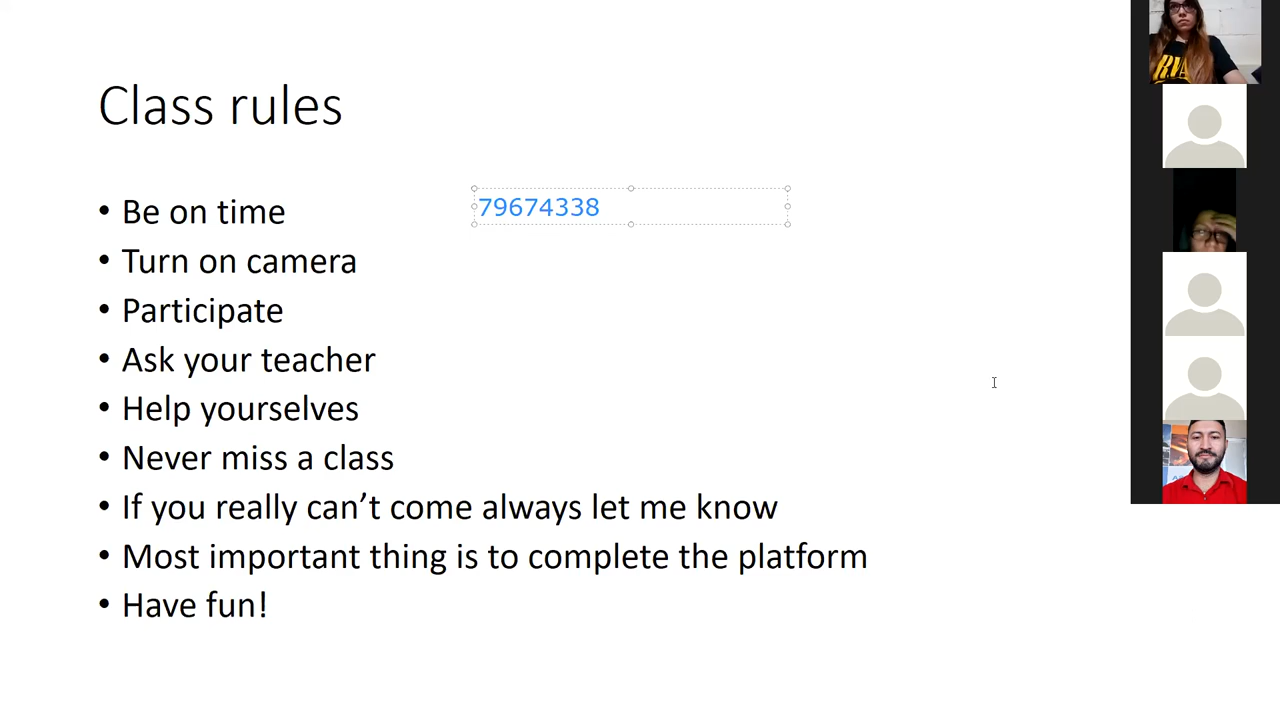 Class rules
• Be on time
79674338
• Turn on camera
• Participate
• Ask your teacher
• Help yourselves
• Never miss a class
• If you really can’t come always let me know
• Most important thing is to complete the platform
• Have fun!